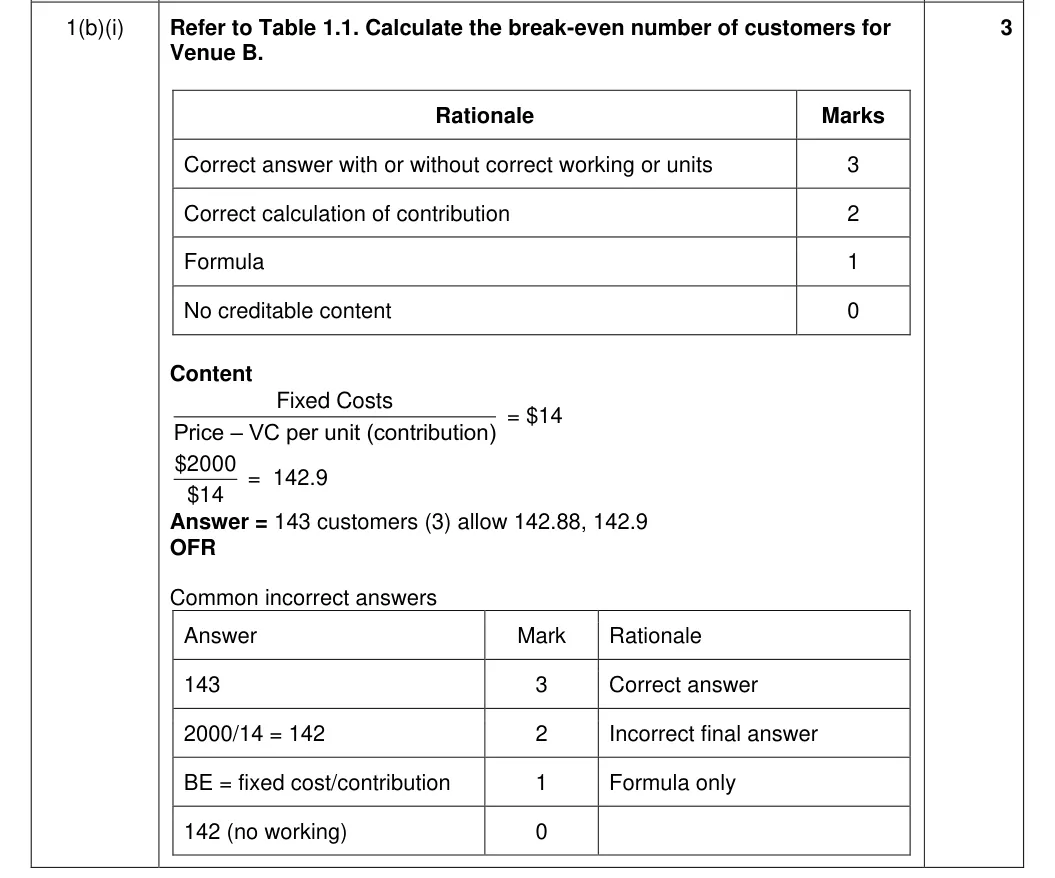 1(b)(i) Refer to Table 1.1. Calculate the break-even number of customers for 3
Venue B.
Rationale Marks
Correct answer with or without correct working or units 3
Correct calculation of contribution 2
Formula 1
No creditable content 0
Content
Fixed Costs
Price – VC per unit (contribution) = $14
$2000
$14 = 142.9
Answer = 143 customers (3) allow 142.88, 142.9
OFR
Common incorrect answers
Answer Mark Rationale
143 3 Correct answer
2000/14 = 142 2 Incorrect final answer
BE = fixed cost/contribution 1 Formula only
142 (no working) 0